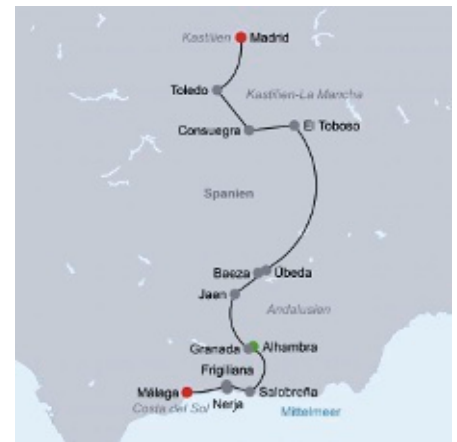 Kastilien
Madrid
Toledo
Kastilien-La Mancha
Consuegra
El Toboso
Spanien
Baeza
Übeda
Jaen
Andalusien
Granada
Alhambra
Frigiliana
Málaga
Salobreña
Costa del Sol
Nerja
Mittelmeer